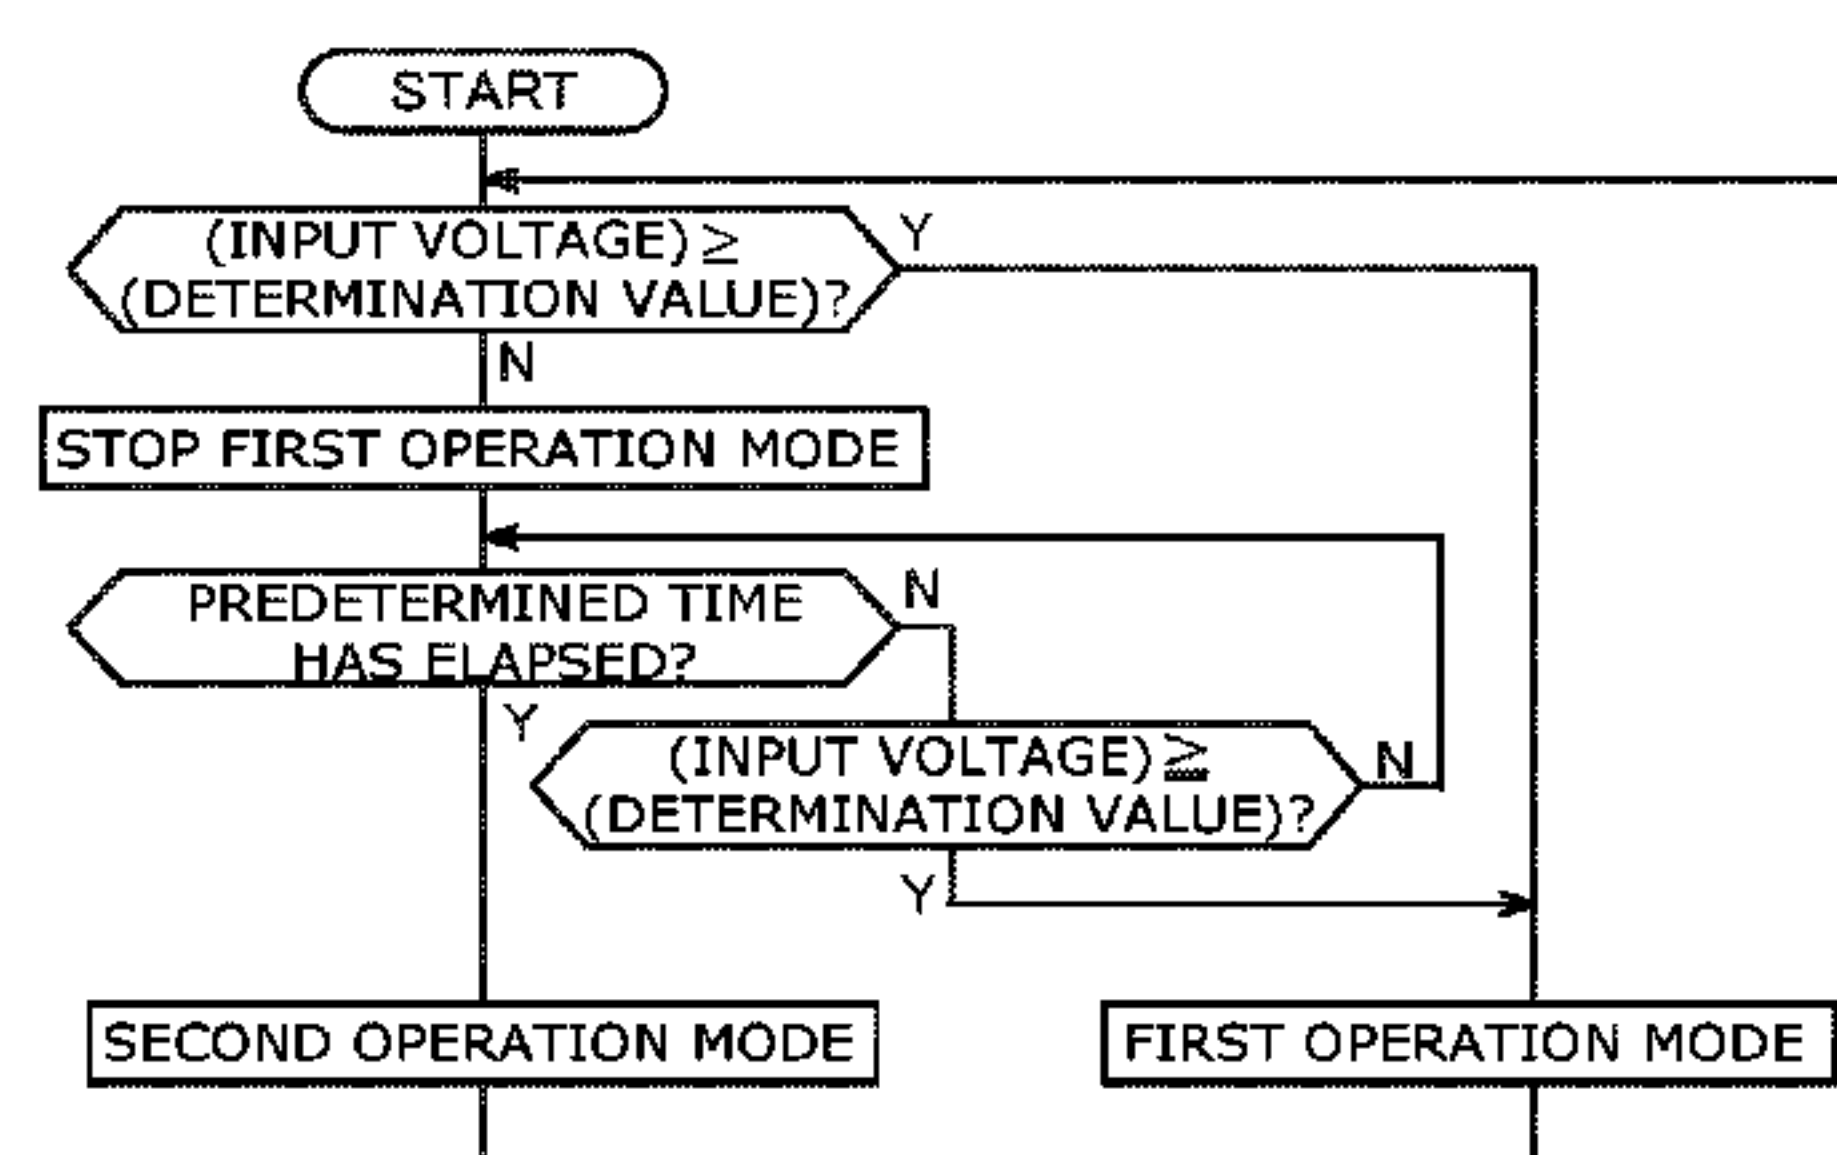 START
(INPUT VOLTAGE) ≧
(DETERMINATION VALUE)?
Y
N
STOP FIRST OPERATION MODE
PREDETERMINED TIME
HAS ELAPSED?
N
Y
(INPUT VOLTAGE) ≧
(DETERMINATION VALUE)?
N
Y
SECOND OPERATION MODE
FIRST OPERATION MODE